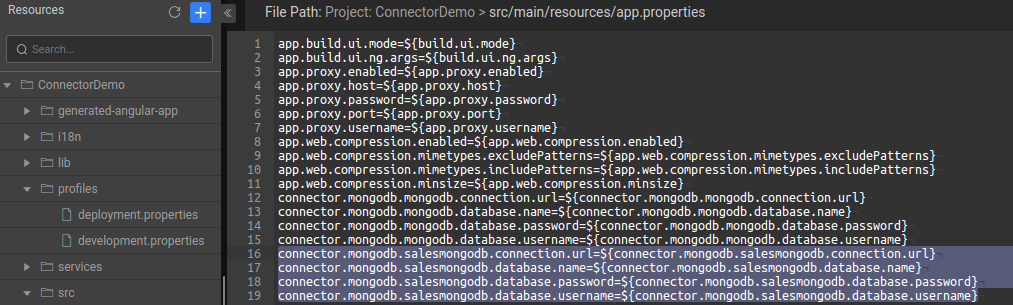 Resources
Search...
ConnectorDemo
generated-angular-app
i18n
lib
profiles
deployment.properties
development.properties
services
src
File Path: Project: ConnectorDemo > src/main/resources/app.properties
1 app.build.ui.mode=${build.ui.mode}
2 app.build.ui.ng.args=${build.ui.ng.args}
3 app.proxy.enabled=${app.proxy.enabled}
4 app.proxy.host=${app.proxy.host}
5 app.proxy.password=${app.proxy.password}
6 app.proxy.port=${app.proxy.port}
7 app.proxy.username=${app.proxy.username}
8 app.web.compression.enabled=${app.web.compression.enabled}
9 app.web.compression.mimetypes.excludePatterns=${app.web.compression.mimetypes.excludePatterns}
10 app.web.compression.mimetypes.includePatterns=${app.web.compression.mimetypes.includePatterns}
11 app.web.compression.minsize=${app.web.compression.minsize}
12 connector.mongodb.mongodb.connection.url=${connector.mongodb.mongodb.connection.url}
13 connector.mongodb.mongodb.database.name=${connector.mongodb.mongodb.database.name}
14 connector.mongodb.mongodb.database.password=${connector.mongodb.mongodb.database.password}
15 connector.mongodb.mongodb.database.username=${connector.mongodb.mongodb.database.username}
16 connector.mongodb.salesmongodb.connection.url=${connector.mongodb.salesmongodb.connection.url}
17 connector.mongodb.salesmongodb.database.name=${connector.mongodb.salesmongodb.database.name}
18 connector.mongodb.salesmongodb.database.password=${connector.mongodb.salesmongodb.database.password}
19 connector.mongodb.salesmongodb.database.username=${connector.mongodb.salesmongodb.database.username}